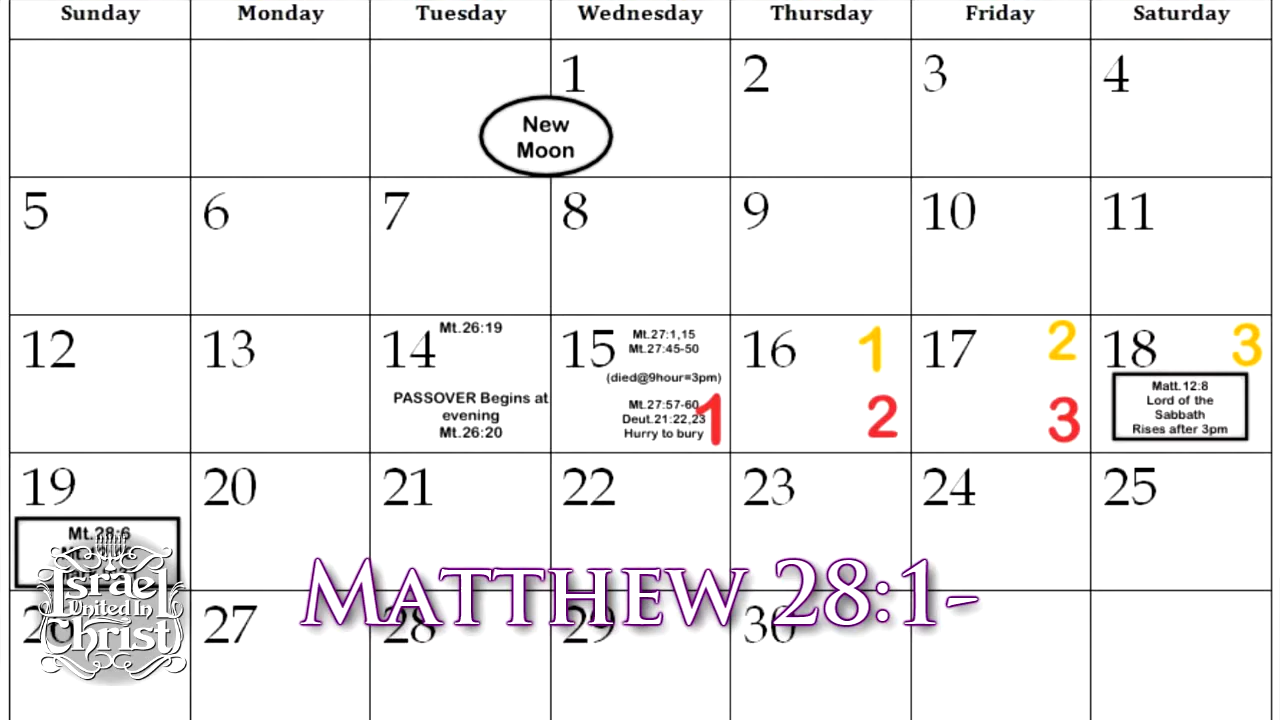 Sunday Monday Tuesday Wednesday Thursday Friday Saturday
1 2 3 4
New
Moon
5 6 7 8 9 10 11
12 13 14 15 16 17 18
Mt.26:19
PASSOVER Begins at
evening
Mt.26:20
Mt.27:1,15
Mt.27:45-50
(died@9hour=3pm)
Mt.27:57-60
Deut.21:22,23
Hurry to bury
1 2 3
1 2 3
Matt.12:8
Lord of the
Sabbath
Rises after 3pm
19 20 21 22 23 24 25
Mt.28:6
MATTHEW 28:1-
26 27 28 29 30
Israel
United In
Christ